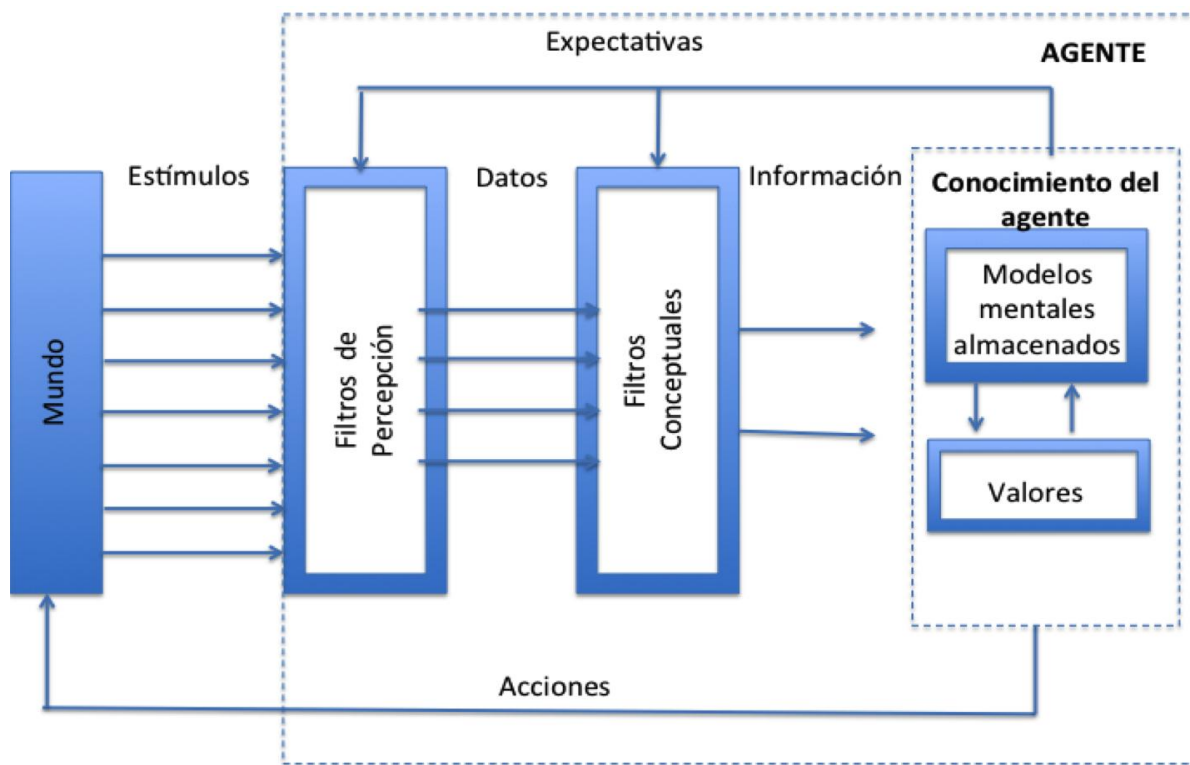 Expectativas
AGENTE
Estímulos
Datos
Información
Mundo
Filtros de
Percepción
Filtros
Conceptuales
Conocimiento del
agente
Modelos
mentales
almacenados
Valores
Acciones